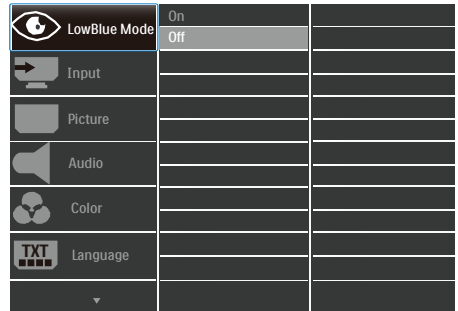 LowBlue Mode
On
Off
Input
Picture
Audio
Color
TXT
Language